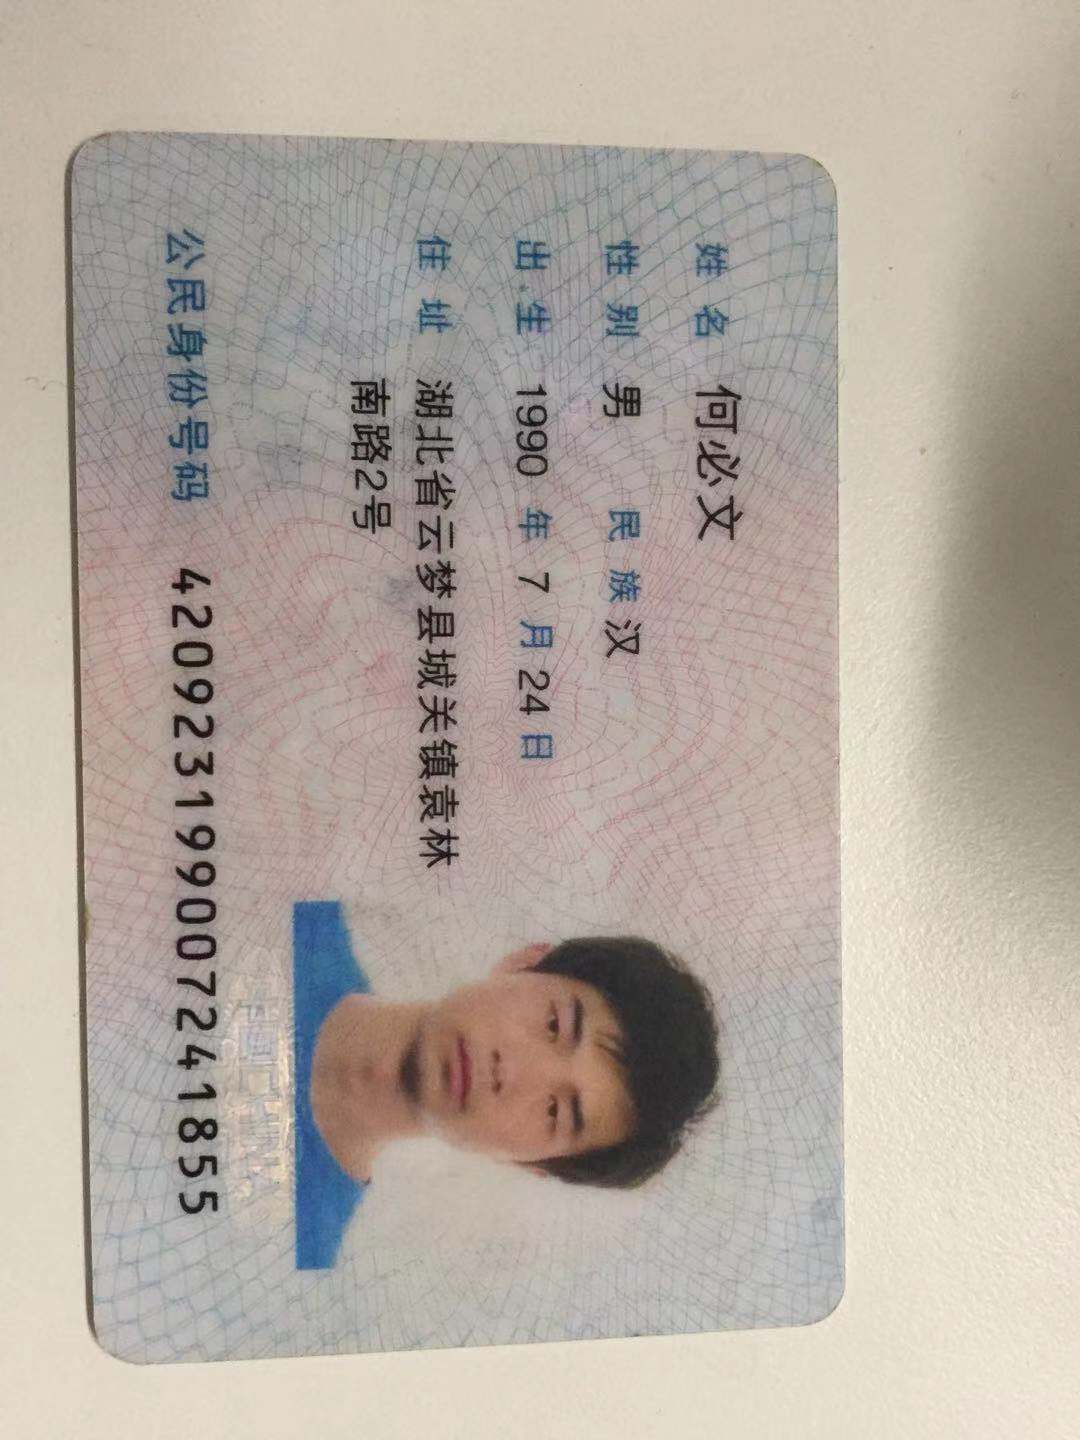 姓名 何必文
性别 男 民族 汉
出生 1990 年 7 月 24 日
住址 湖北省云梦县城关镇袁林
南路2号
公民身份号码 420923199007241855